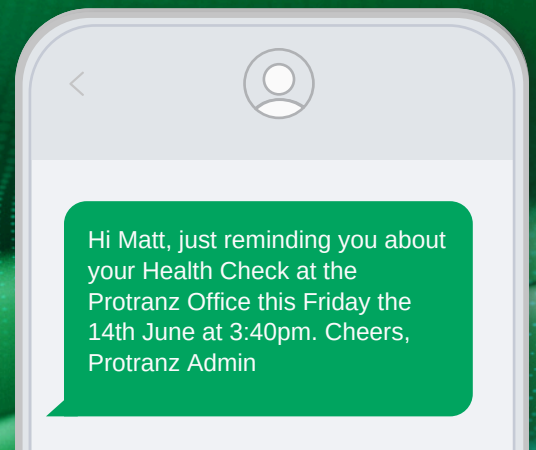 Hi Matt, just reminding you about
your Health Check at the
Protranz Office this Friday the
14th June at 3:40pm. Cheers,
Protranz Admin